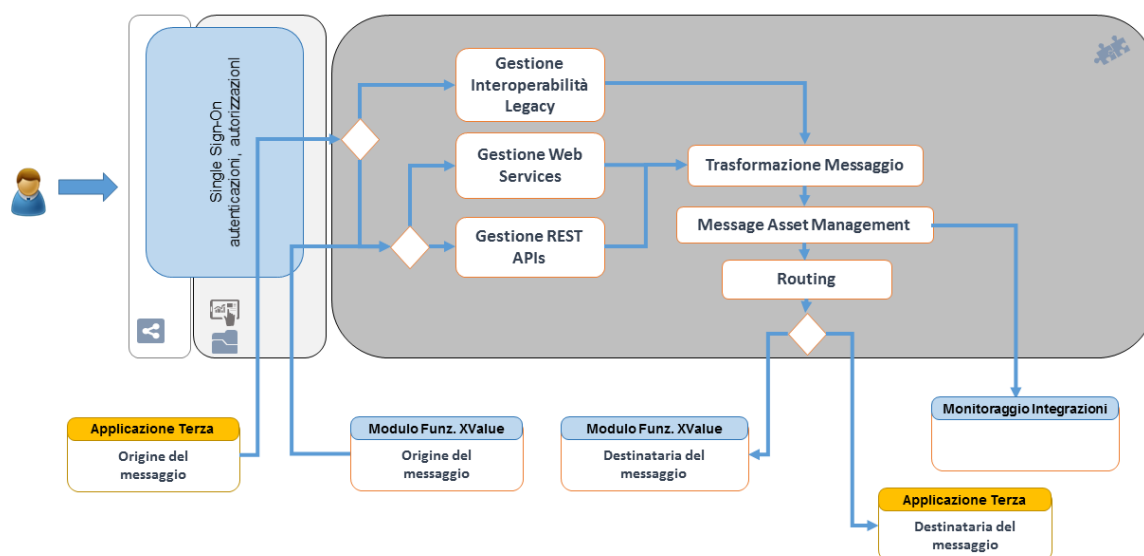 Single Sign-On
autenticazioni, autorizzazioni
Gestione
Interoperabilità
Legacy
Gestione Web
Services
Gestione REST
APIs
Trasformazione Messaggio
Message Asset Management
Routing
Applicazione Terza
Origine del
messaggio
Modulo Funz. XValue
Origine del
messaggio
Modulo Funz. XValue
Destinataria del
messaggio
Monitoraggio Integrazioni
Applicazione Terza
Destinataria del
messaggio